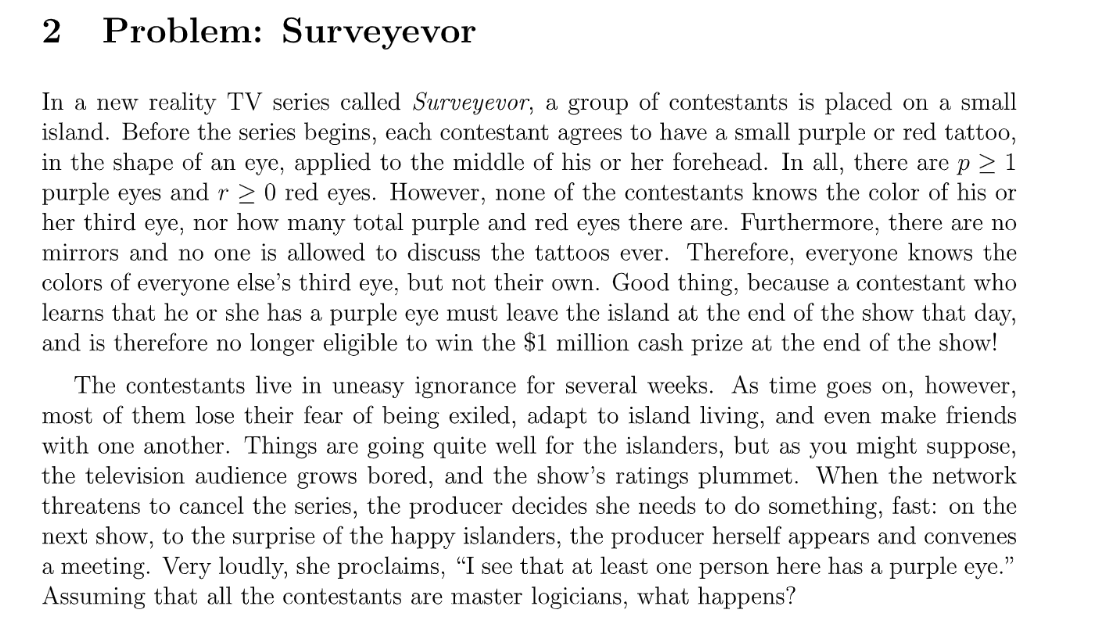 2 Problem: Surveyevor
In a new reality TV series called Surveyevor, a group of contestants is placed on a small
island. Before the series begins, each contestant agrees to have a small purple or red tattoo,
in the shape of an eye, applied to the middle of his or her forehead. In all, there are p ≥ 1
purple eyes and r ≥ 0 red eyes. However, none of the contestants knows the color of his or
her third eye, nor how many total purple and red eyes there are. Furthermore, there are no
mirrors and no one is allowed to discuss the tattoos ever. Therefore, everyone knows the
colors of everyone else's third eye, but not their own. Good thing, because a contestant who
learns that he or she has a purple eye must leave the island at the end of the show that day,
and is therefore no longer eligible to win the $1 million cash prize at the end of the show!
The contestants live in uneasy ignorance for several weeks. As time goes on, however,
most of them lose their fear of being exiled, adapt to island living, and even make friends
with one another. Things are going quite well for the islanders, but as you might suppose,
the television audience grows bored, and the show's ratings plummet. When the network
threatens to cancel the series, the producer decides she needs to do something, fast: on the
next show, to the surprise of the happy islanders, the producer herself appears and convenes
a meeting. Very loudly, she proclaims, "I see that at least one person here has a purple eye."
Assuming that all the contestants are master logicians, what happens?